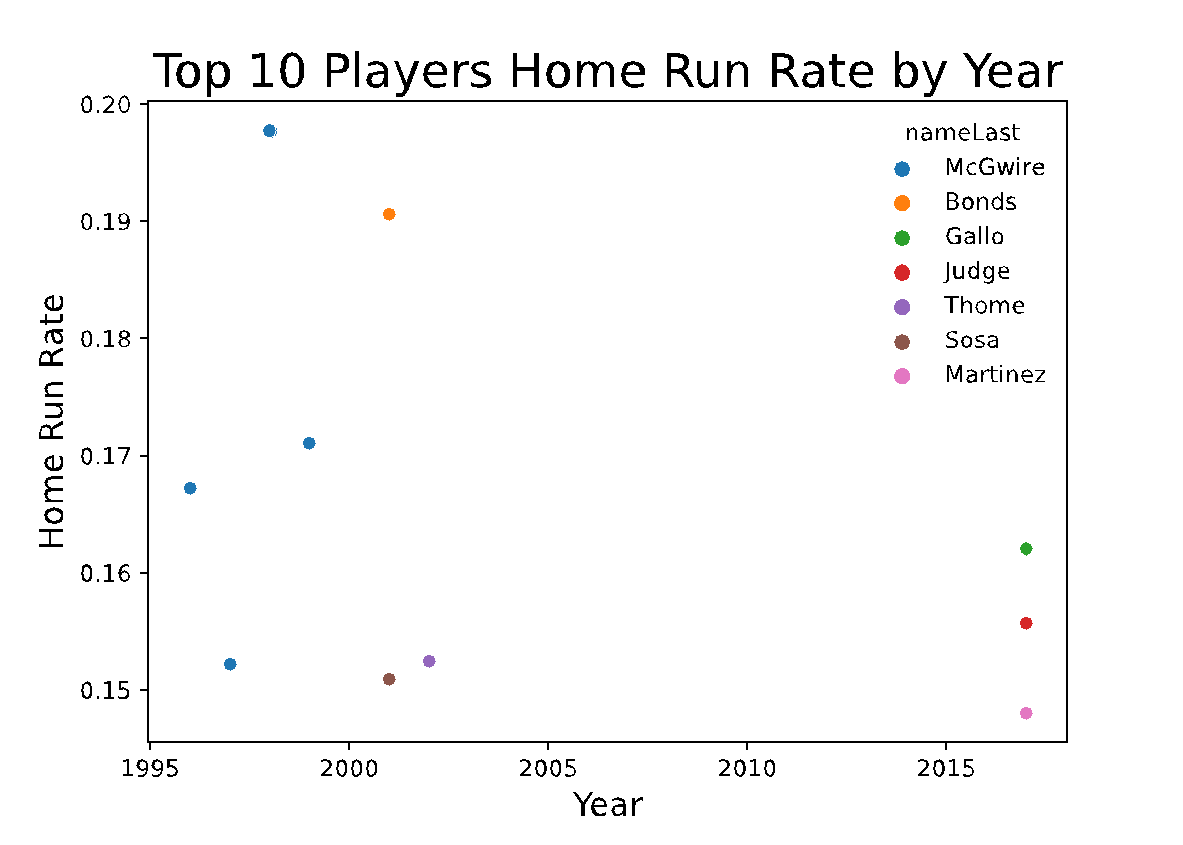 Top 10 Players Home Run Rate by Year
0.20
0.19
0.18
0.17
0.16
0.15
Home Run Rate
nameLast
McGwire
Bonds
Gallo
Judge
Thome
Sosa
Martinez
1995 2000 2005 2010 2015
Year